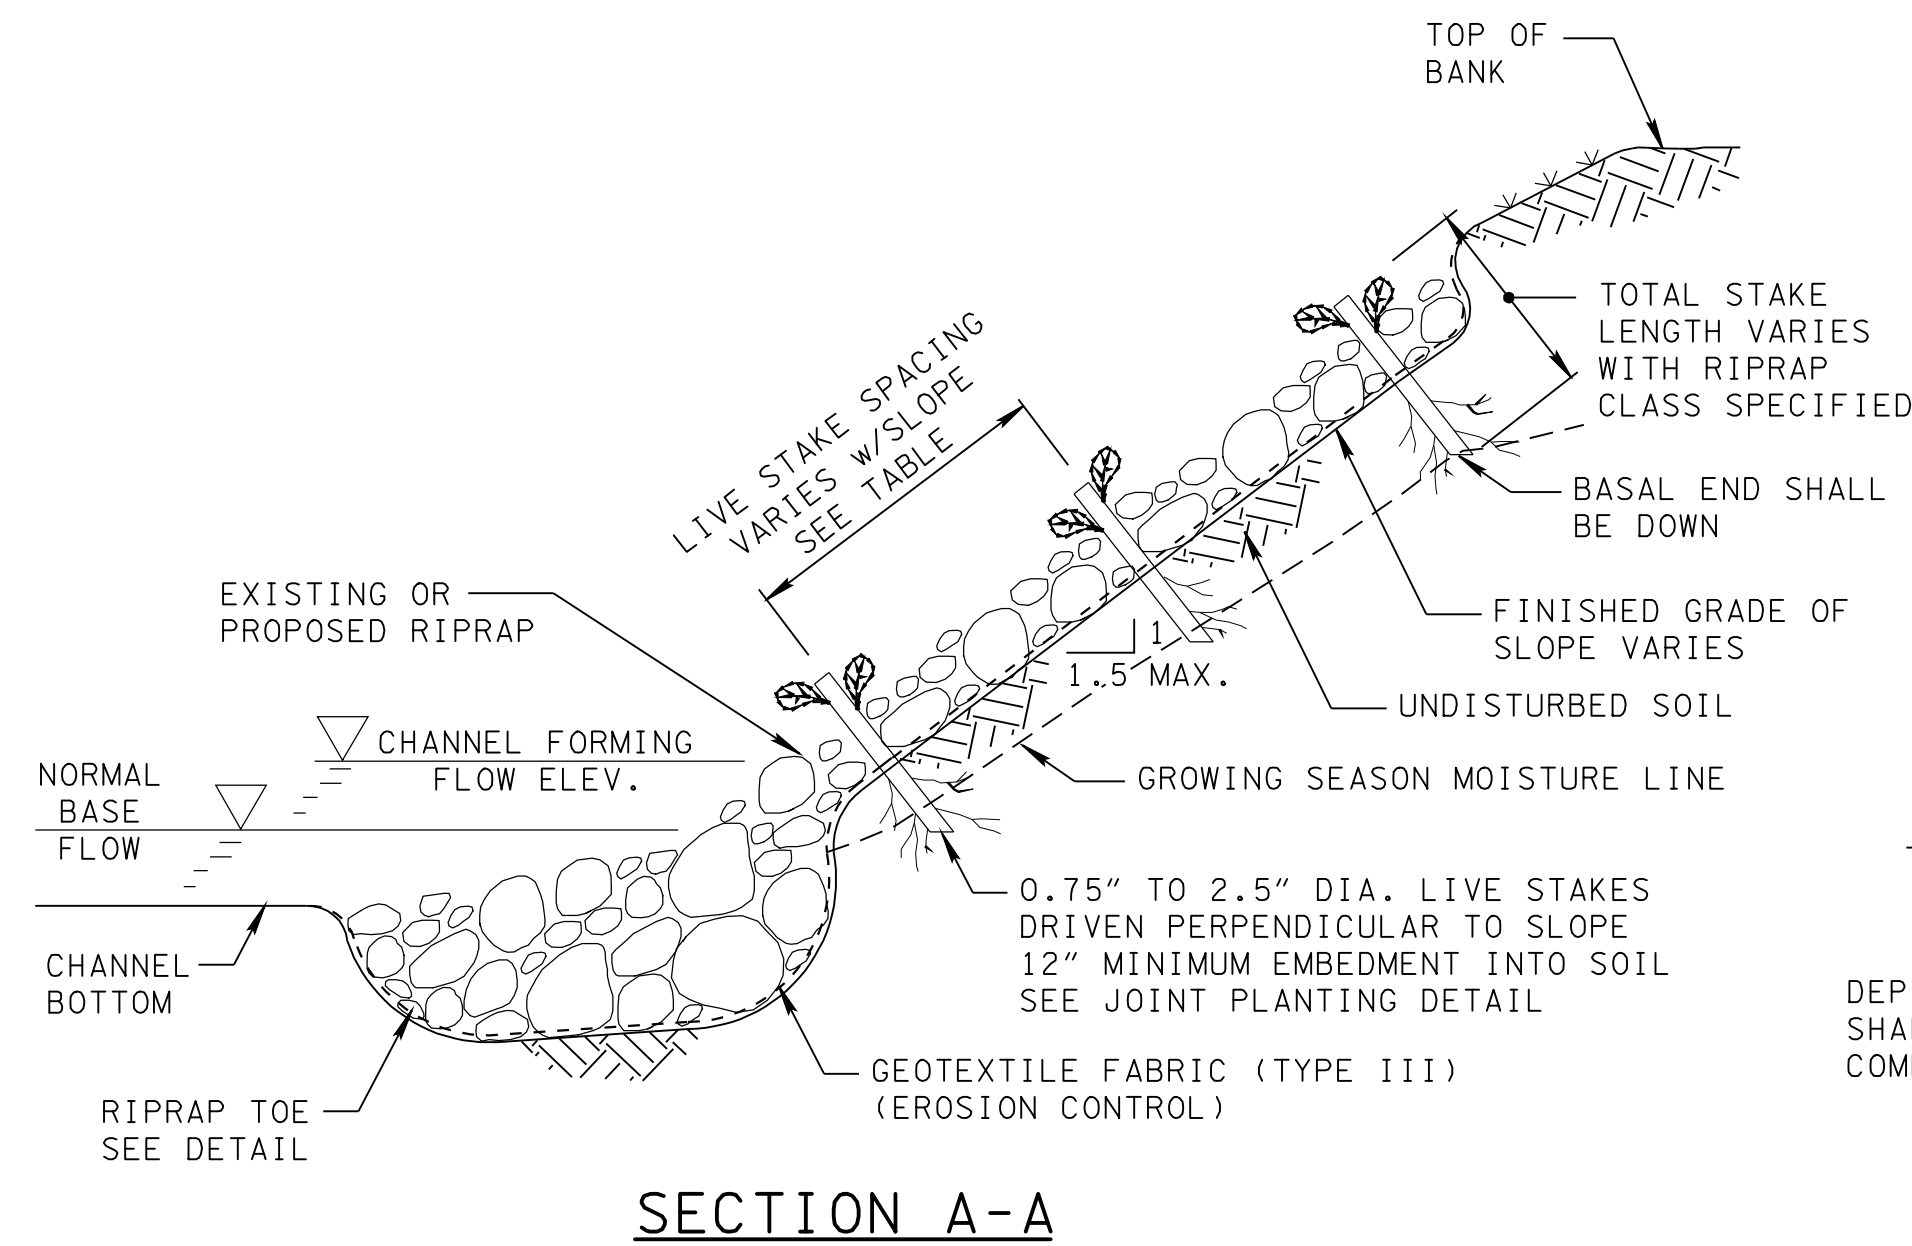 TOP OF
BANK
TOTAL STAKE
LENGTH VARIES
WITH RIPRAP
CLASS SPECIFIED
LIVE STAKE SPACING
VARIES w/SLOPE
SEE TABLE
BASAL END SHALL
BE DOWN
EXISTING OR
PROPOSED RIPRAP
FINISHED GRADE OF
SLOPE VARIES
1
1.5 MAX.
UNDISTURBED SOIL
CHANNEL FORMING
FLOW ELEV.
NORMAL
BASE
FLOW
GROWING SEASON MOISTURE LINE
0.75" TO 2.5" DIA. LIVE STAKES
DRIVEN PERPENDICULAR TO SLOPE
12" MINIMUM EMBEDMENT INTO SOIL
SEE JOINT PLANTING DETAIL
CHANNEL
BOTTOM
GEOTEXTILE FABRIC (TYPE III)
(EROSION CONTROL)
RIPRAP TOE
SEE DETAIL
DEP
SECTION A-A